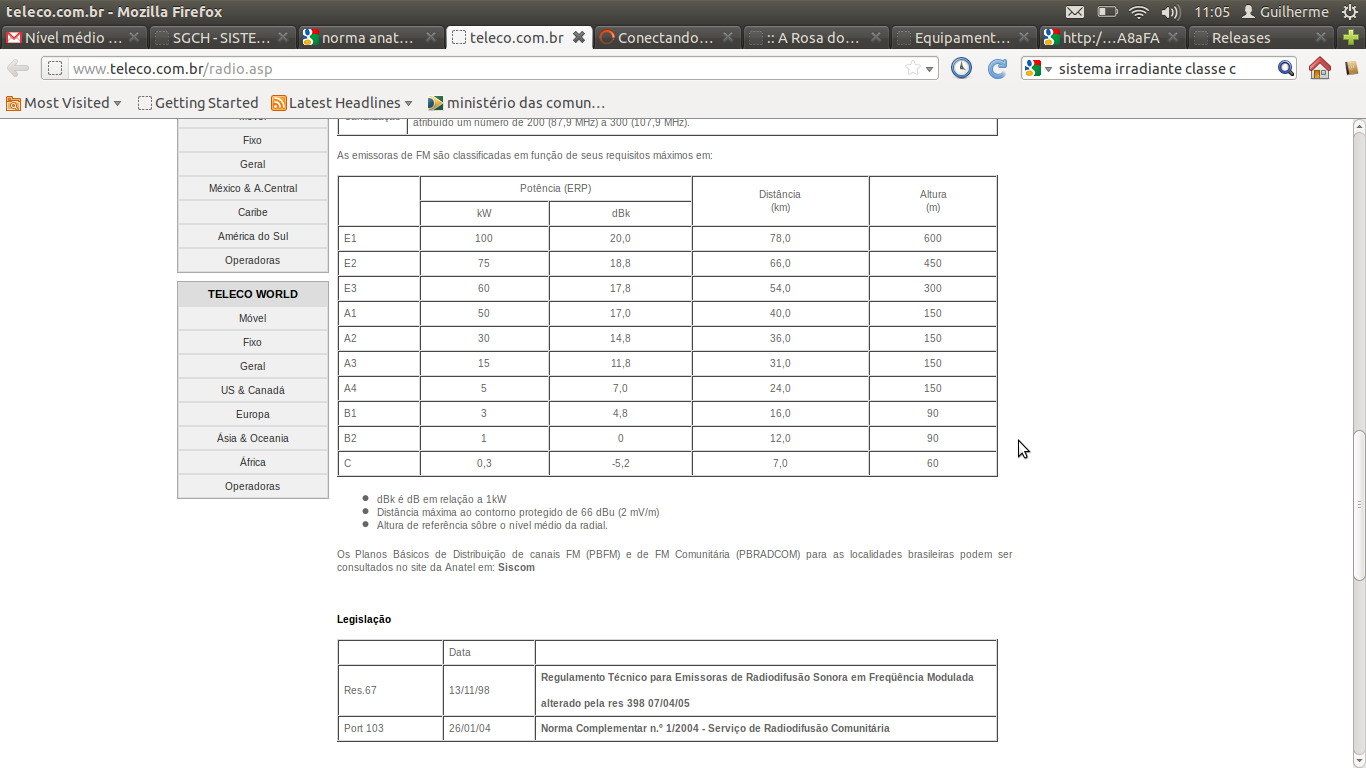 teleco.com.br - Mozilla Firefox
11:05 Guilherme
Nível médio ... SGCH - SISTE... norma anat... teleco.com.br Conectando... :: A Rosa do... Equipament... http:/...A8aFA Releases
www.teleco.com.br/radio.asp sistema irradiante classe c
Most Visited Getting Started Latest Headlines ministério das comun...
Fixo
Geral
México & A.Central
Caribe
América do Sul
Operadoras
TELECO WORLD
Móvel
Fixo
Geral
US & Canadá
Europa
Ásia & Oceania
África
Operadoras
atribuído um número de 200 (87,9 MHz) a 300 (107,9 MHz).
As emissoras de FM são classificadas em função de seus requisitos máximos em:
Potência (ERP) Distância (km) Altura (m)
kW dBk
E1 100 20,0 78,0 600
E2 75 18,8 66,0 450
E3 60 17,8 54,0 300
A1 50 17,0 40,0 150
A2 30 14,8 36,0 150
A3 15 11,8 31,0 150
A4 5 7,0 24,0 150
B1 3 4,8 16,0 90
B2 1 0 12,0 90
C 0,3 -5,2 7,0 60
dBk é dB em relação a 1kW
Distância máxima ao contorno protegido de 66 dBu (2 mV/m)
Altura de referência sôbre o nível médio da radial.
Os Planos Básicos de Distribuição de canais FM (PBFM) e de FM Comunitária (PBRADCOM) para as localidades brasileiras podem ser
consultados no site da Anatel em: Siscom
Legislação
Data
Res.67 13/11/98 Regulamento Técnico para Emissoras de Radiodifusão Sonora em Freqüência Modulada
alterado pela res 398 07/04/05
Port 103 26/01/04 Norma Complementar n.º 1/2004 - Serviço de Radiodifusão Comunitária